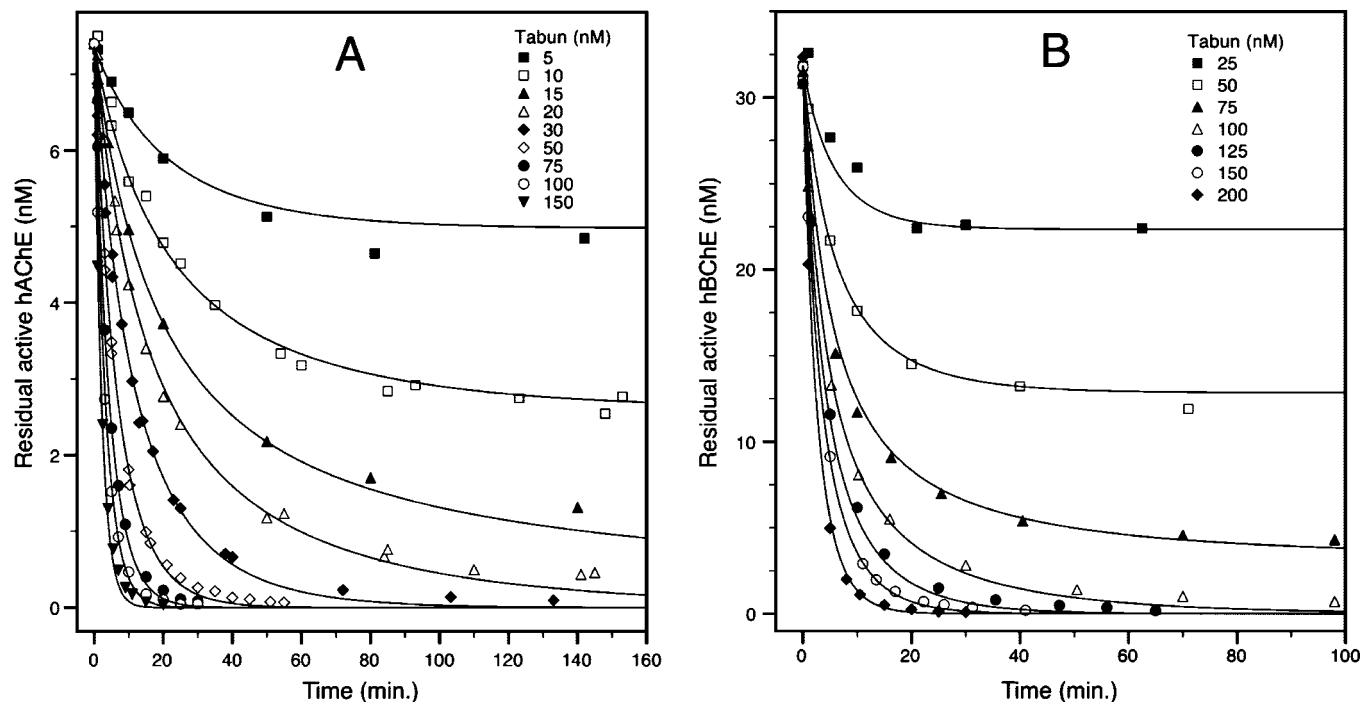 A
Tabun (nM)
5
10
15
20
30
50
75
100
150
Residual active hAChE (nM)
6
4
2
0
0 20 40 60 80 100 120 140 160
Time (min.)
B
Tabun (nM)
25
50
75
100
125
150
200
Residual active hBChE (nM)
30
20
10
0
0 20 40 60 80 100
Time (min.)